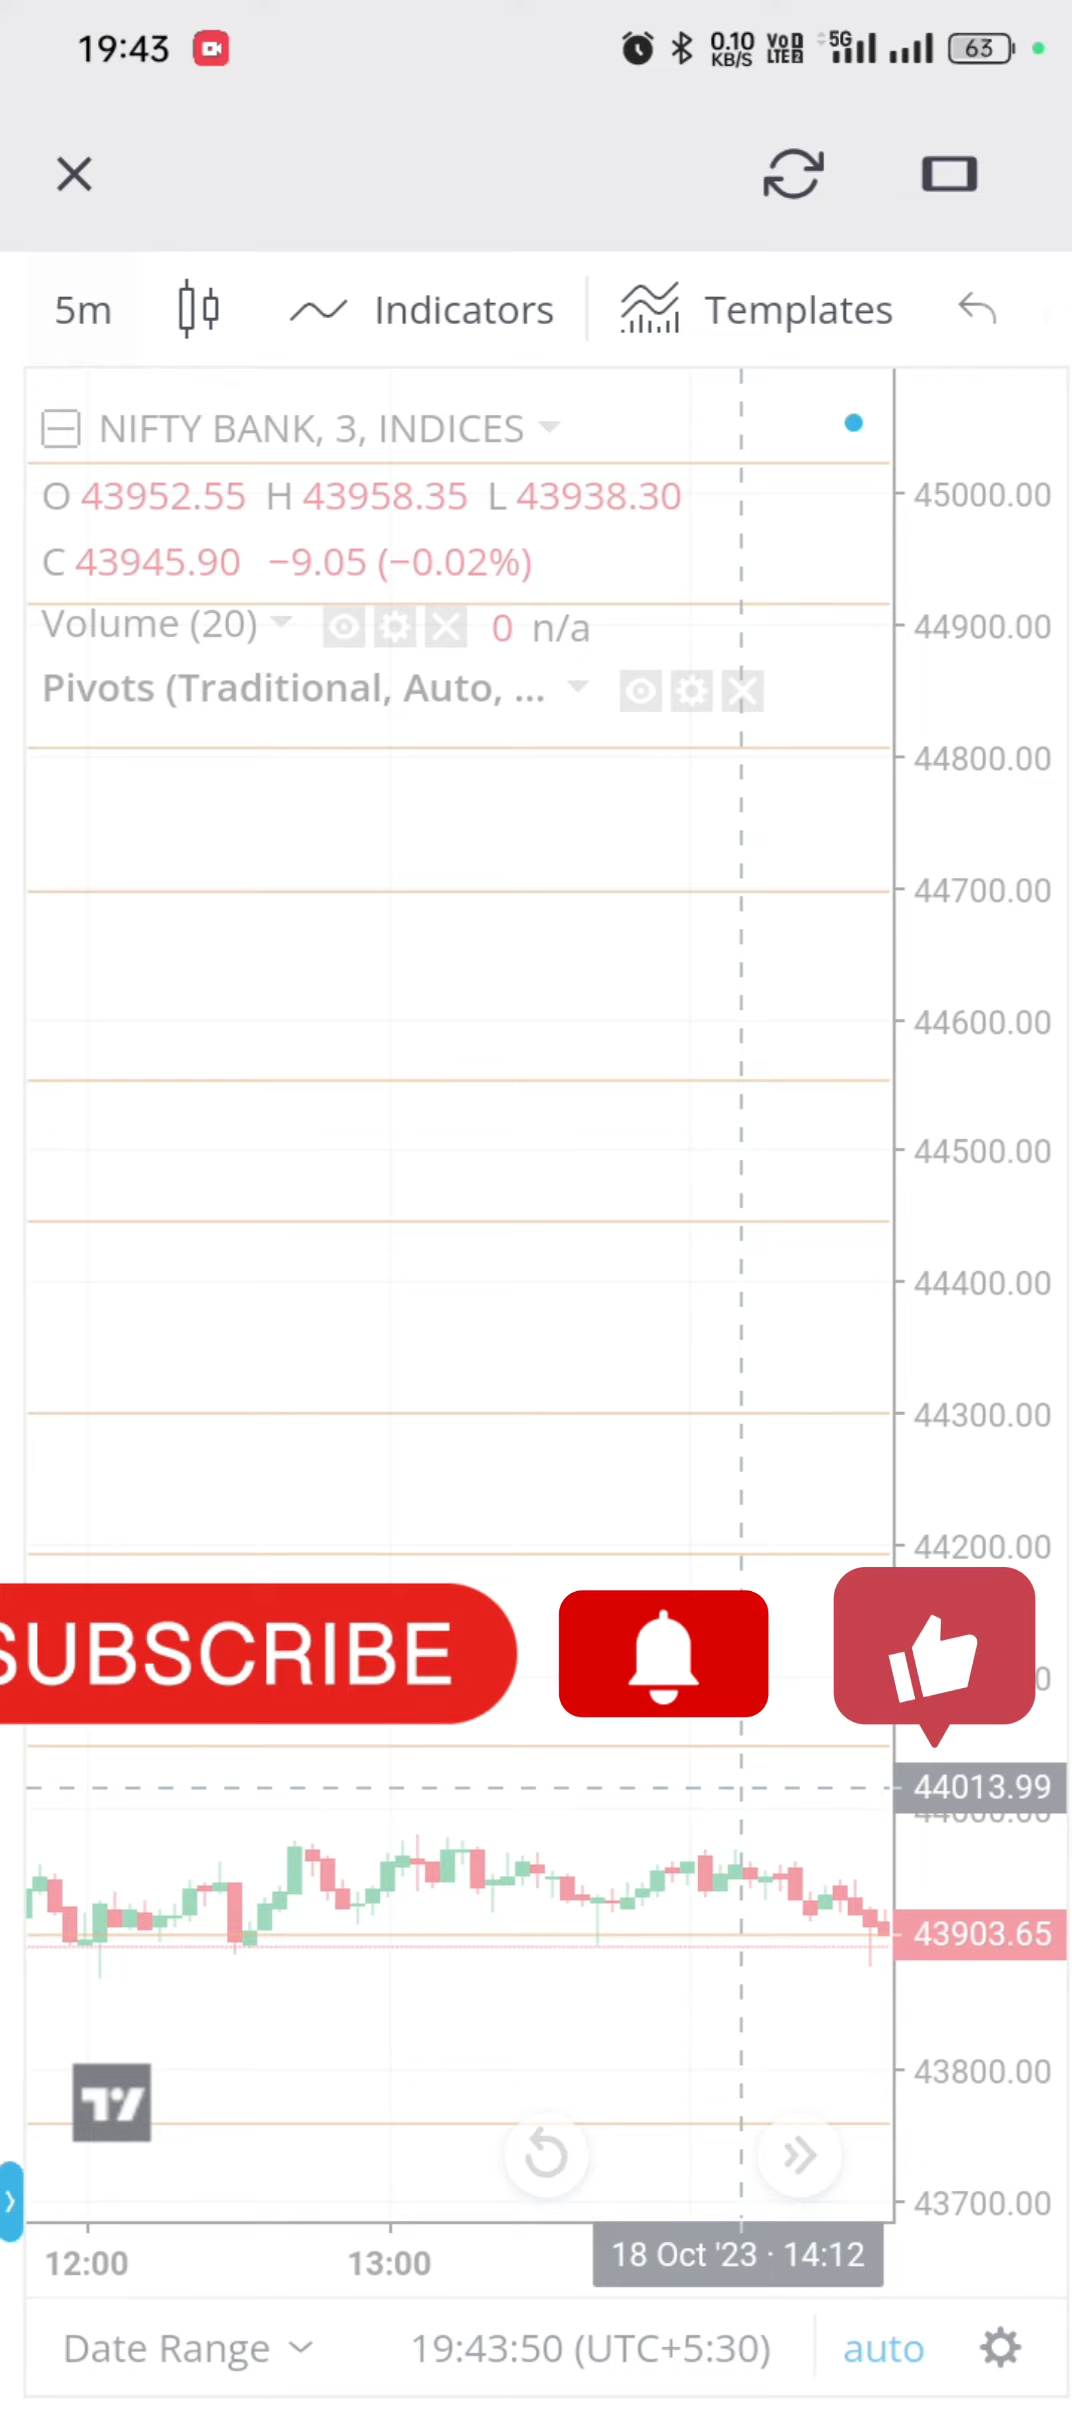 19:43
0.10 KB/S VoD LTE2 5G 63
5m Indicators Templates
NIFTY BANK, 3, INDICES
O 43952.55 H 43958.35 L 43938.30
C 43945.90 −9.05 (−0.02%)
Volume (20) 0 n/a
Pivots (Traditional, Auto, ...
45000.00
44900.00
44800.00
44700.00
44600.00
44500.00
44400.00
44300.00
44200.00
SUBSCRIBE
44013.99
44000.00
43903.65
43800.00
43700.00
12:00 13:00 18 Oct '23 · 14:12
Date Range 19:43:50 (UTC+5:30) auto